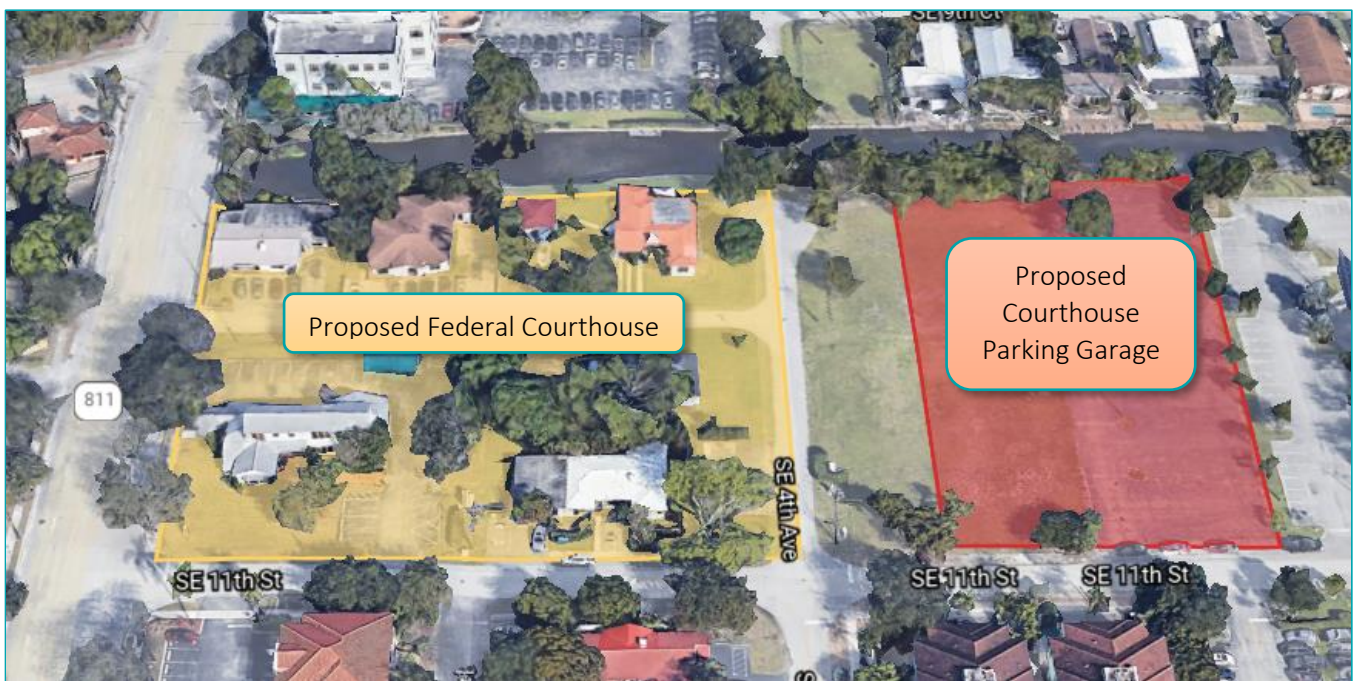 SE 9th Ct
Proposed Federal Courthouse
Proposed
Courthouse
Parking Garage
811
SE 4th Ave
SE 11th St
SE 11th St
SE 11th St